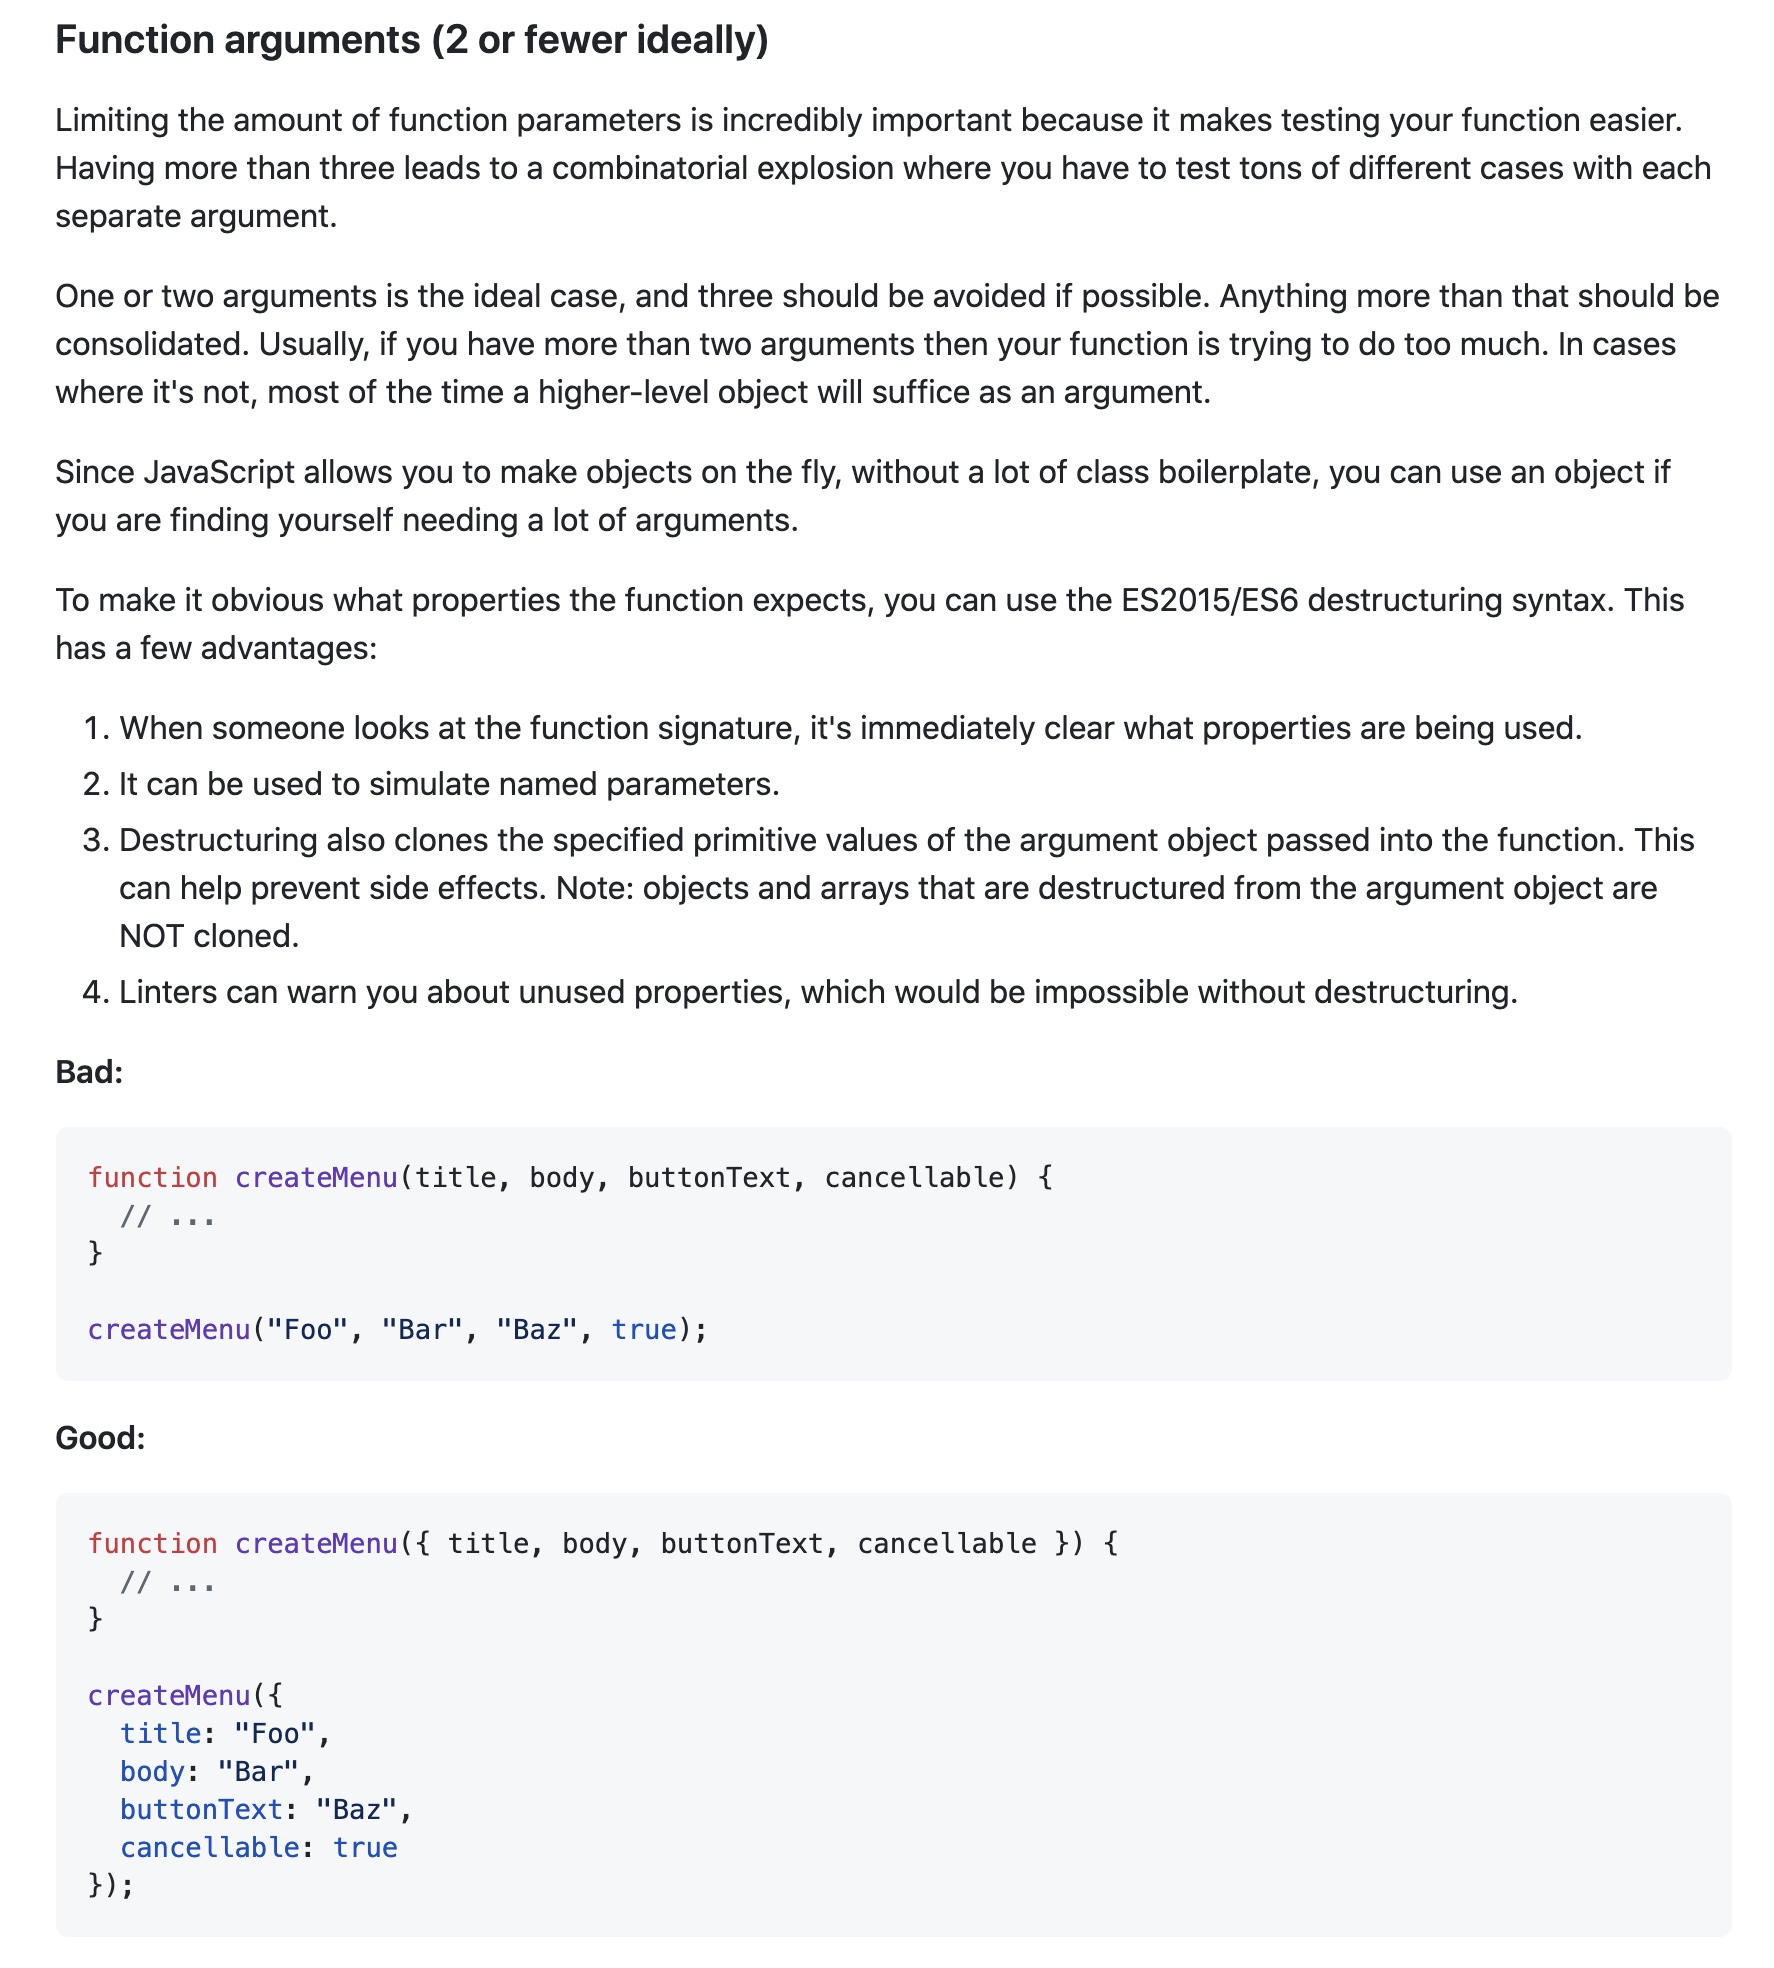 Function arguments (2 or fewer ideally)
Limiting the amount of function parameters is incredibly important because it makes testing your function easier.
Having more than three leads to a combinatorial explosion where you have to test tons of different cases with each
separate argument.
One or two arguments is the ideal case, and three should be avoided if possible. Anything more than that should be
consolidated. Usually, if you have more than two arguments then your function is trying to do too much. In cases
where it's not, most of the time a higher-level object will suffice as an argument.
Since JavaScript allows you to make objects on the fly, without a lot of class boilerplate, you can use an object if
you are finding yourself needing a lot of arguments.
To make it obvious what properties the function expects, you can use the ES2015/ES6 destructuring syntax. This
has a few advantages:
1. When someone looks at the function signature, it's immediately clear what properties are being used.
2. It can be used to simulate named parameters.
3. Destructuring also clones the specified primitive values of the argument object passed into the function. This
can help prevent side effects. Note: objects and arrays that are destructured from the argument object are
NOT cloned.
4. Linters can warn you about unused properties, which would be impossible without destructuring.
Bad:
function createMenu(title, body, buttonText, cancellable) {
  // ...
}
createMenu("Foo", "Bar", "Baz", true);
Good:
function createMenu({ title, body, buttonText, cancellable }) {
  // ...
}
createMenu({
  title: "Foo",
  body: "Bar",
  buttonText: "Baz",
  cancellable: true
});